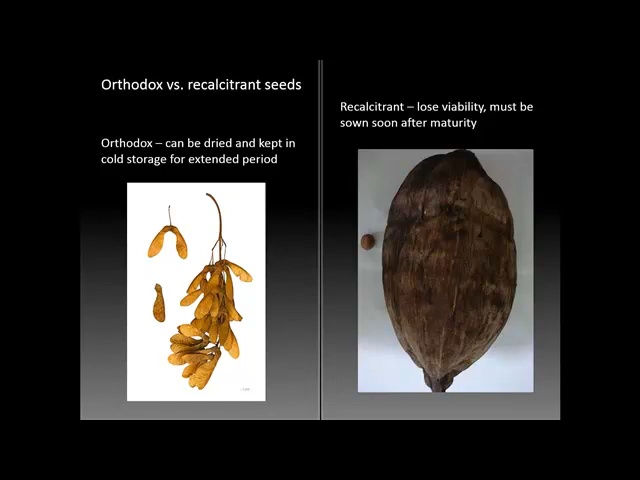 Orthodox vs. recalcitrant seeds
Orthodox – can be dried and kept in
cold storage for extended period
Recalcitrant – lose viability, must be
sown soon after maturity